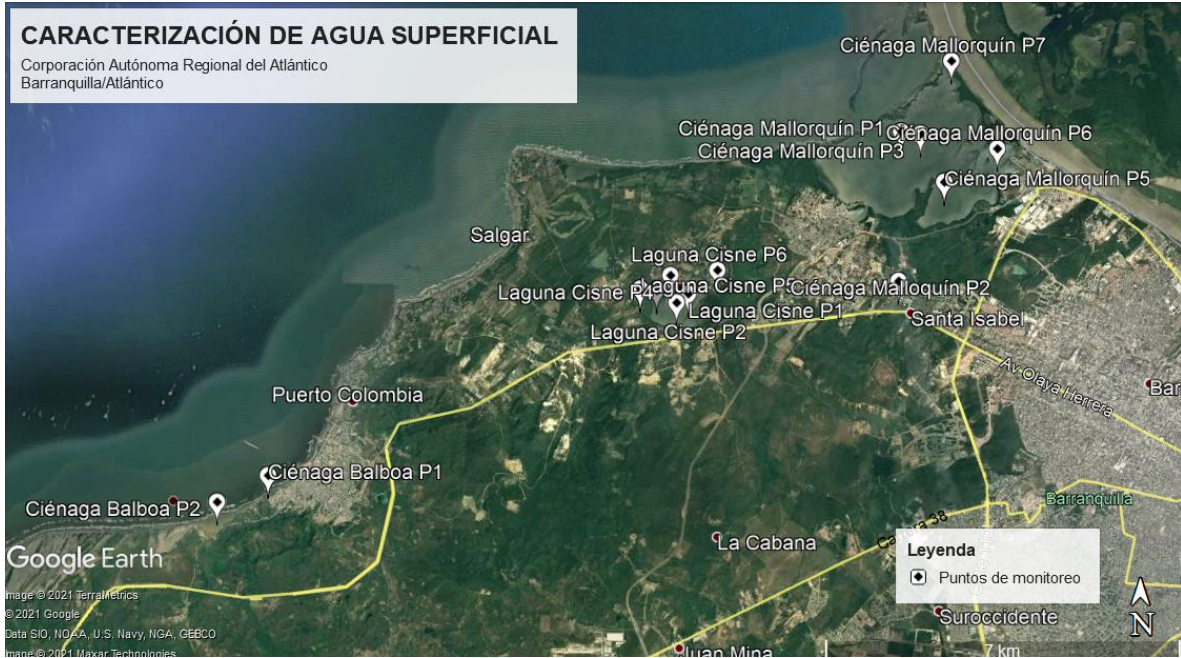 CARACTERIZACIÓN DE AGUA SUPERFICIAL
Corporación Autónoma Regional del Atlántico
Barranquilla/Atlántico
Ciénaga Mallorquín P7
Ciénaga Mallorquín P1
Ciénaga Mallorquín P6
Ciénaga Mallorquín P3
Ciénaga Mallorquín P5
Salgar
Laguna Cisne P6
Laguna Cisne P4
Laguna Cisne P5
Ciénaga Malloquín P2
Laguna Cisne P1
Santa Isabel
Laguna Cisne P2
Av Olaya Herrera
Bar
Puerto Colombia
Ciénaga Balboa P1
Ciénaga Balboa P2
Barranquilla
La Cabana
Google Earth
Leyenda
Puntos de monitoreo
Image © 2021 TerraMetrics
© 2021 Google
Data SIO, NOAA, U.S. Navy, NGA, GEBCO
Image © 2021 Maxar Technologies
Suroccidente
N
Juan Mina
7 km